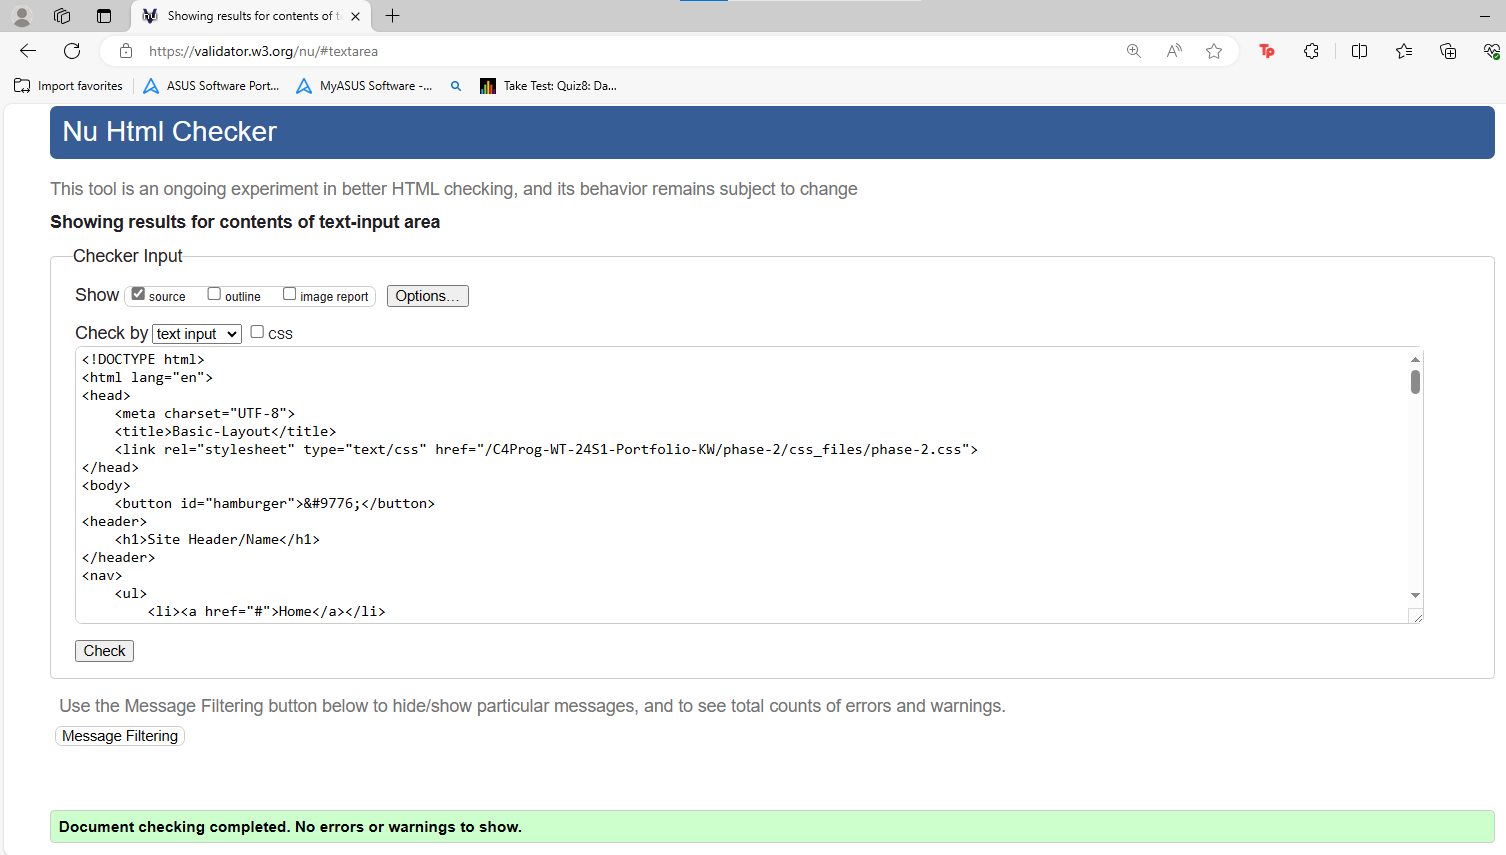 Showing results for contents of t
https://validator.w3.org/nu/#textarea
Import favorites
ASUS Software Port...
MyASUS Software -...
Take Test: Quiz8: Da...
Nu Html Checker
This tool is an ongoing experiment in better HTML checking, and its behavior remains subject to change
Showing results for contents of text-input area
Checker Input
Show source outline image report Options...
Check by text input CSS
<!DOCTYPE html>
<html lang="en">
<head>
    <meta charset="UTF-8">
    <title>Basic-Layout</title>
    <link rel="stylesheet" type="text/css" href="/C4Prog-WT-24S1-Portfolio-KW/phase-2/css_files/phase-2.css">
</head>
<body>
    <button id="hamburger">&#9776;</button>
<header>
    <h1>Site Header/Name</h1>
</header>
<nav>
    <ul>
        <li><a href="#">Home</a></li>
Check
Use the Message Filtering button below to hide/show particular messages, and to see total counts of errors and warnings.
Message Filtering
Document checking completed. No errors or warnings to show.